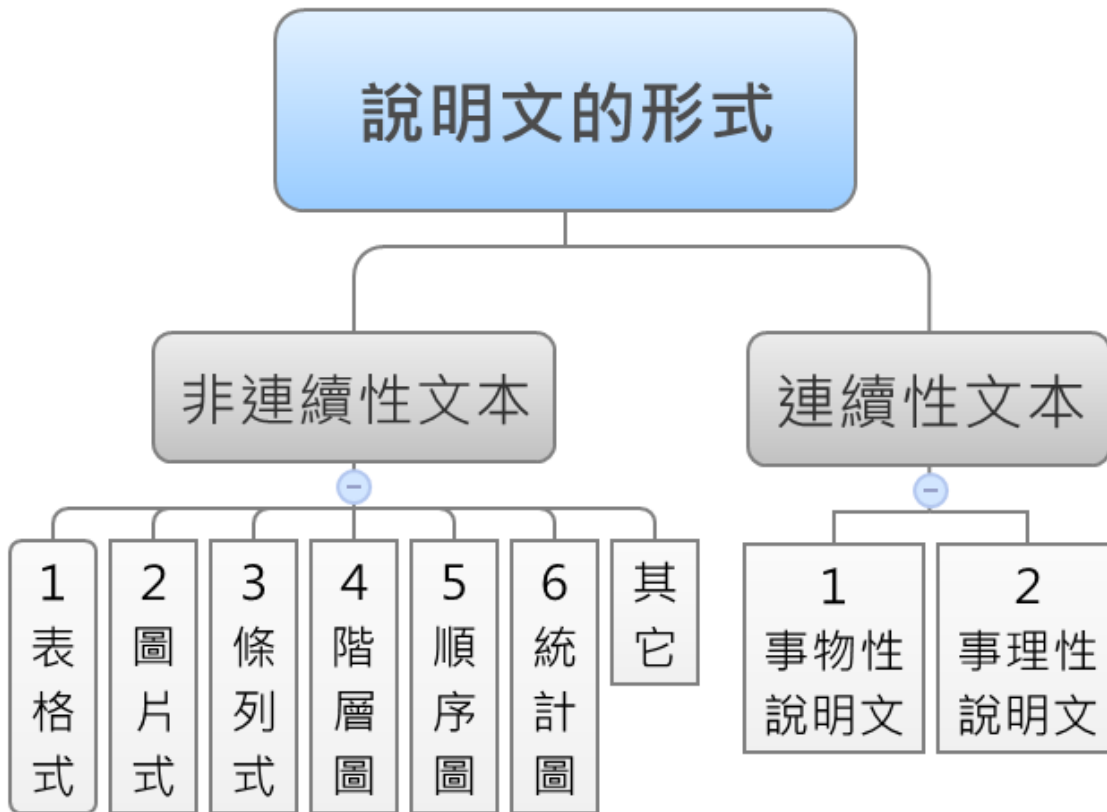 說明文的形式
非連續性文本
連續性文本
1
表格式
2
圖片式
3
條列式
4
階層圖
5
順序圖
6
統計圖
其它
1
事物性
說明文
2
事理性
說明文